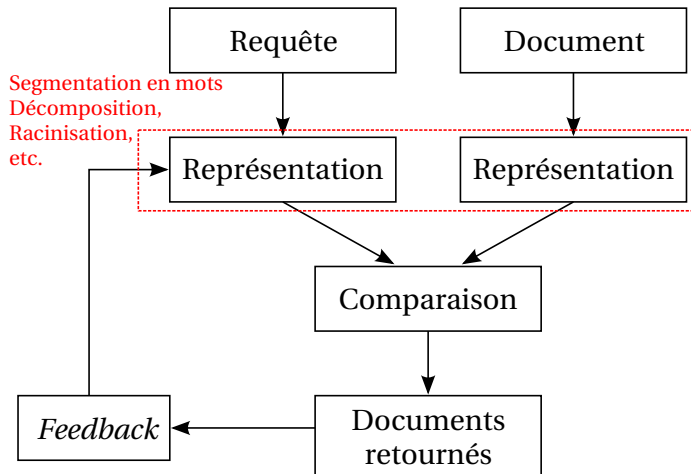 Requête
Document
Segmentation en mots
Décomposition,
Racinisation,
etc.
Représentation
Représentation
Comparaison
Feedback
Documents
retournés